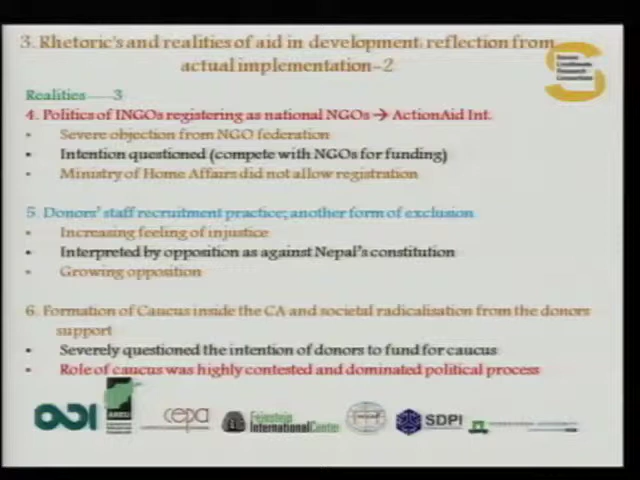 3. Rhetoric's and realities of aid in development: reflection from
actual implementation-2
Realities-----3
4. Politics of INGOs registering as national NGOs → ActionAid Int.
• Severe objection from NGO federation
• Intention questioned (compete with NGOs for funding)
• Ministry of Home Affairs did not allow registration
5. Donors' staff recruitment practice; another form of exclusion
• Increasing feeling of injustice
• Interpreted by opposition as against Nepal's constitution
• Growing opposition
6. Formation of Caucus inside the CA and societal radicalisation from the donors
support
• Severely questioned the intention of donors to fund for caucus
• Role of caucus was highly contested and dominated political process
ODI
cepa
Feinstein
International Center
SDPI